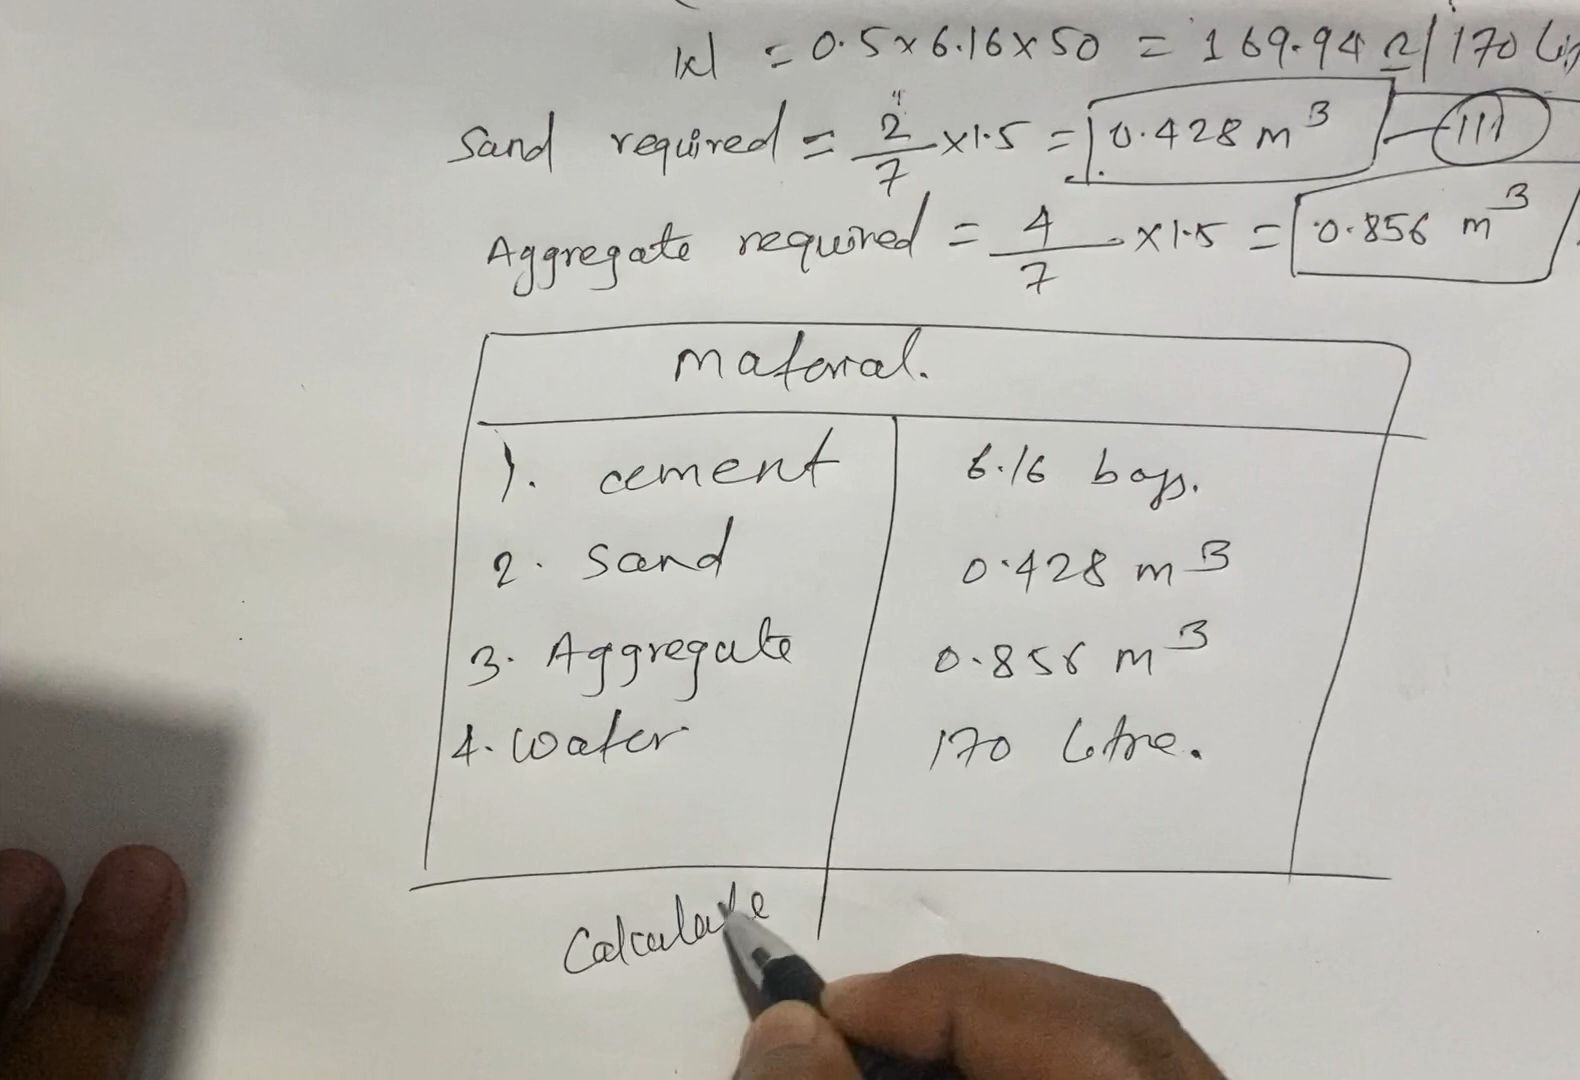 = 0.5×6.16×50 = 169.94 ≏/170
Sand required = 2/7 ×1.5 = 0.428 m³ — (III)
Aggregate required = 4/7 ×1.5 = 0.856 m³
Material.
1. cement 6.16 bags.
2. Sand 0.428 m³
3. Aggregate 0.856 m³
4. Water 170 Litre.
Calculate